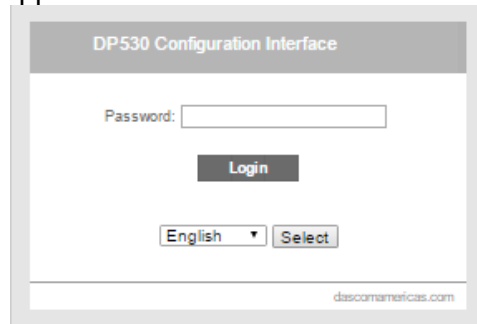 DP530 Configuration Interface
Password:
Login
English Select
dascomamericas.com